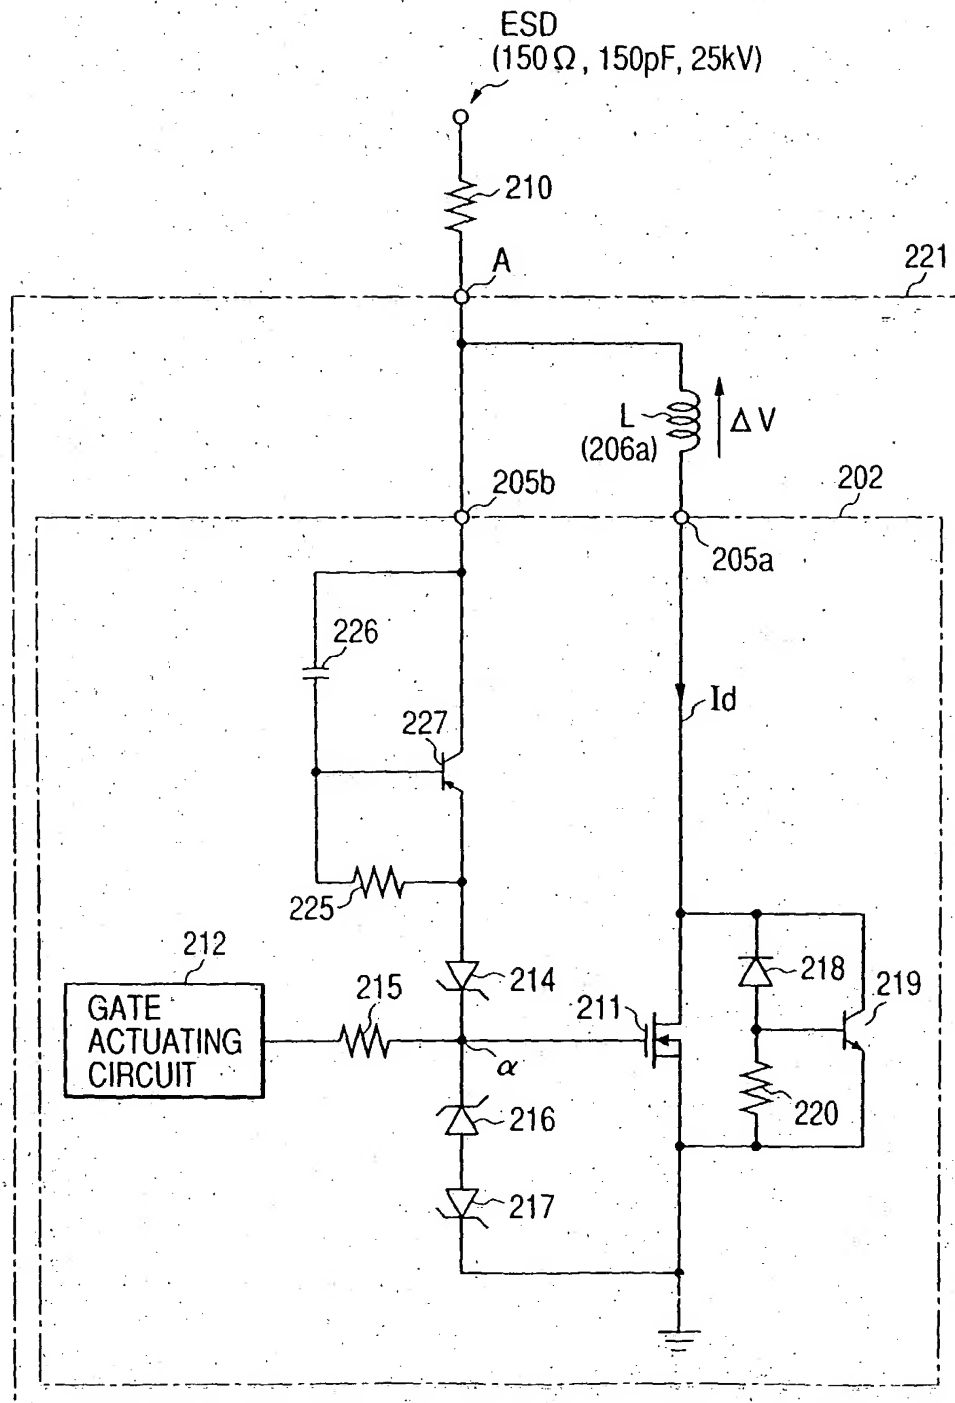 ESD
(150Ω, 150pF, 25kV)
210
A
221
L
(206a)
ΔV
205b
202
205a
226
Id
227
225
212
GATE
ACTUATING
CIRCUIT
215
214
α
211
218
219
220
216
217